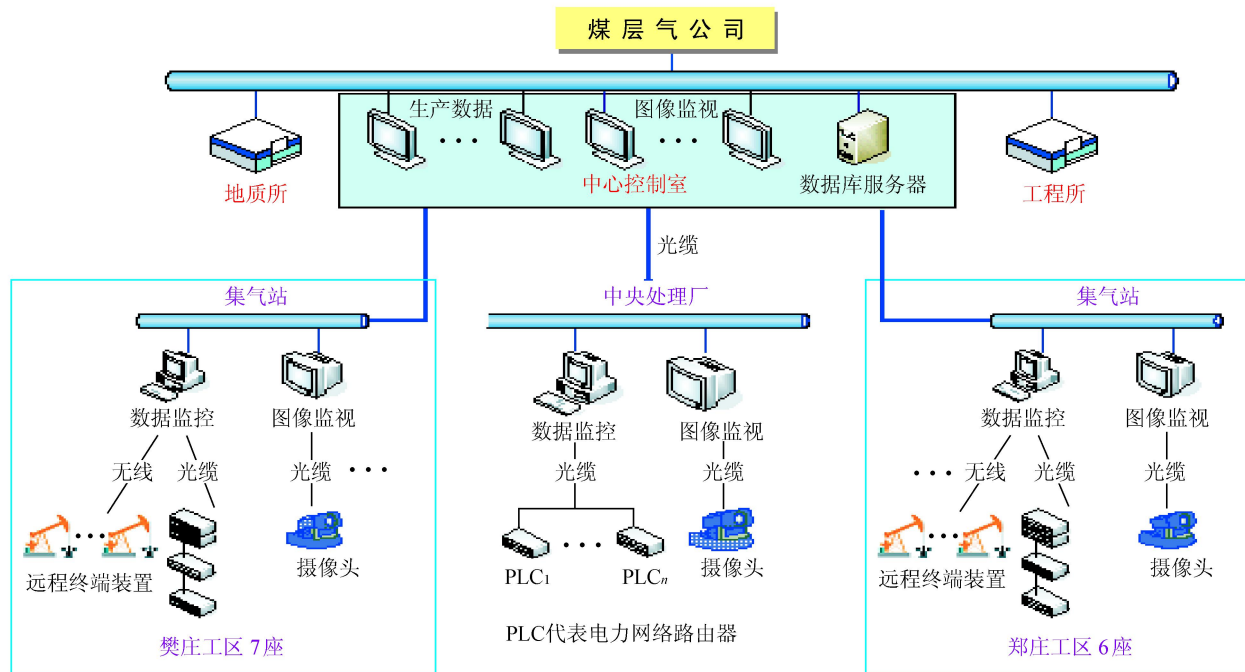 煤层气公司
生产数据
图像监视
地质所
中心控制室
数据库服务器
工程所
光缆
集气站
中央处理厂
集气站
数据监控
图像监视
数据监控
图像监视
数据监控
图像监视
无线
光缆
光缆
光缆
光缆
无线
光缆
光缆
远程终端装置
摄像头
PLC1
PLCn
摄像头
远程终端装置
摄像头
樊庄工区 7座
PLC代表电力网络路由器
郑庄工区 6座